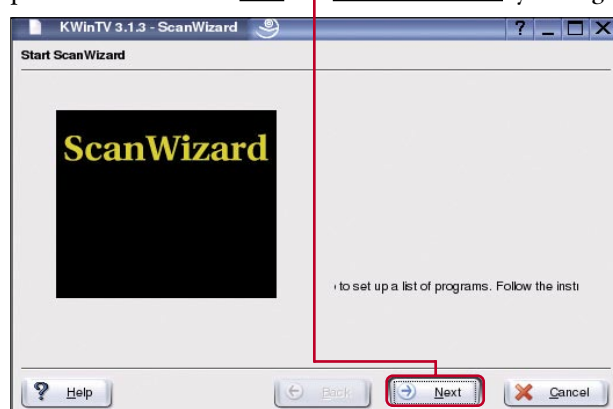 KWinTV 3.1.3 - ScanWizard
Start ScanWizard
ScanWizard
to set up a list of programs. Follow the
Help
Back
Next
Cancel